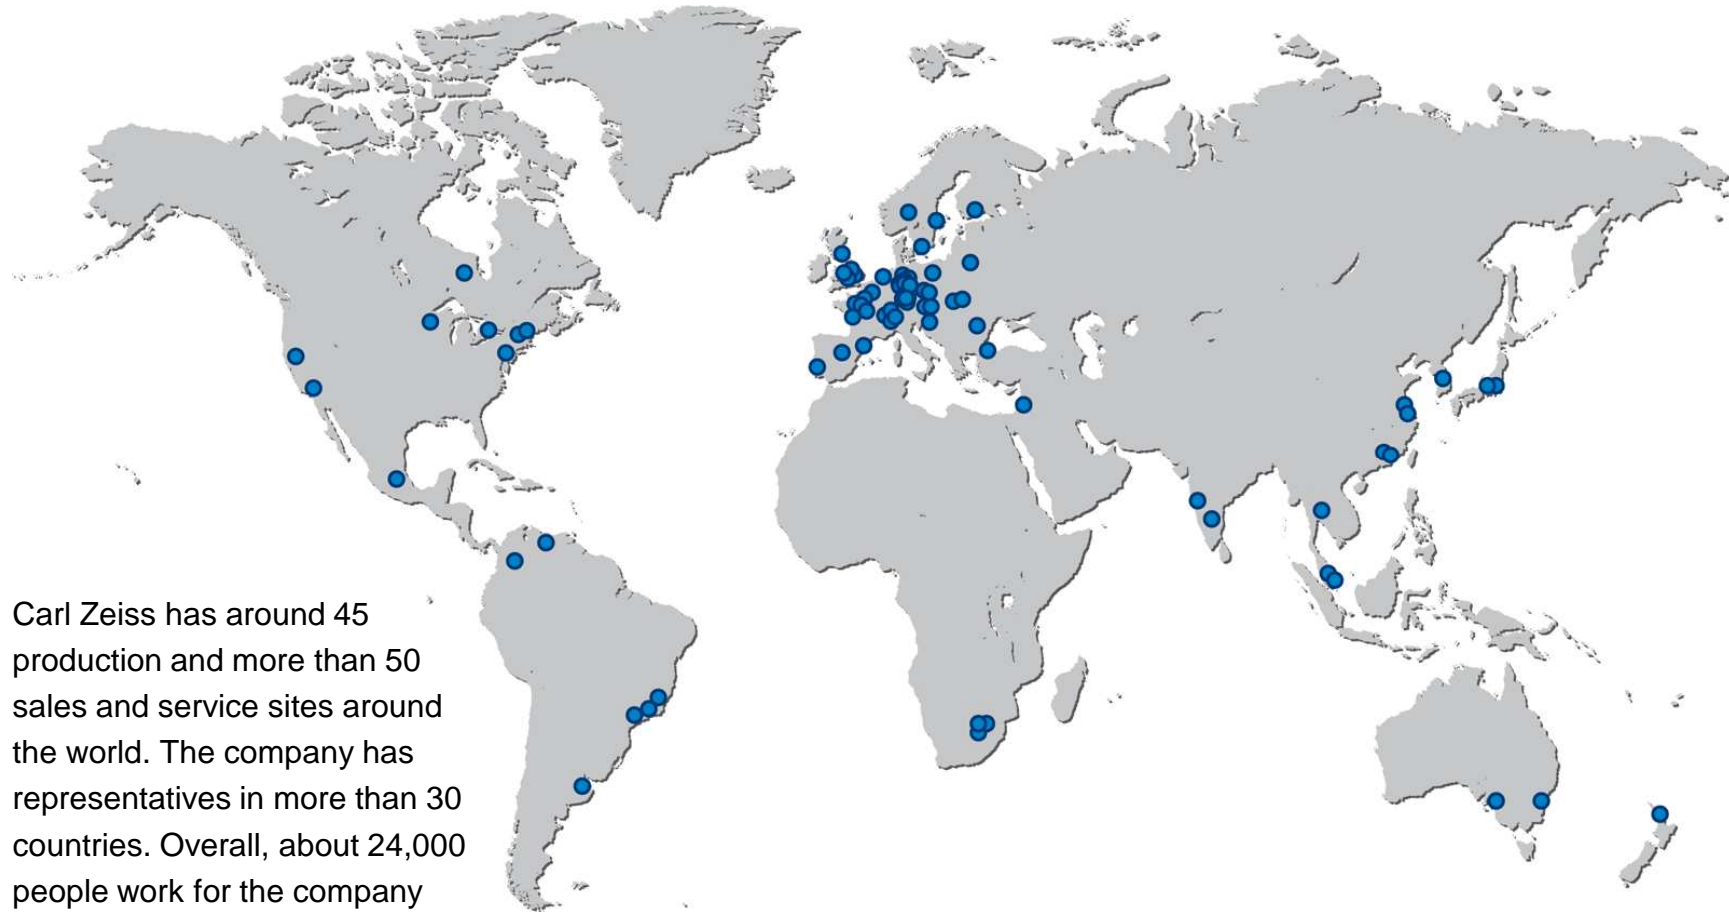 Carl Zeiss has around 45
production and more than 50
sales and service sites around
the world. The company has
representatives in more than 30
countries. Overall, about 24,000
people work for the company